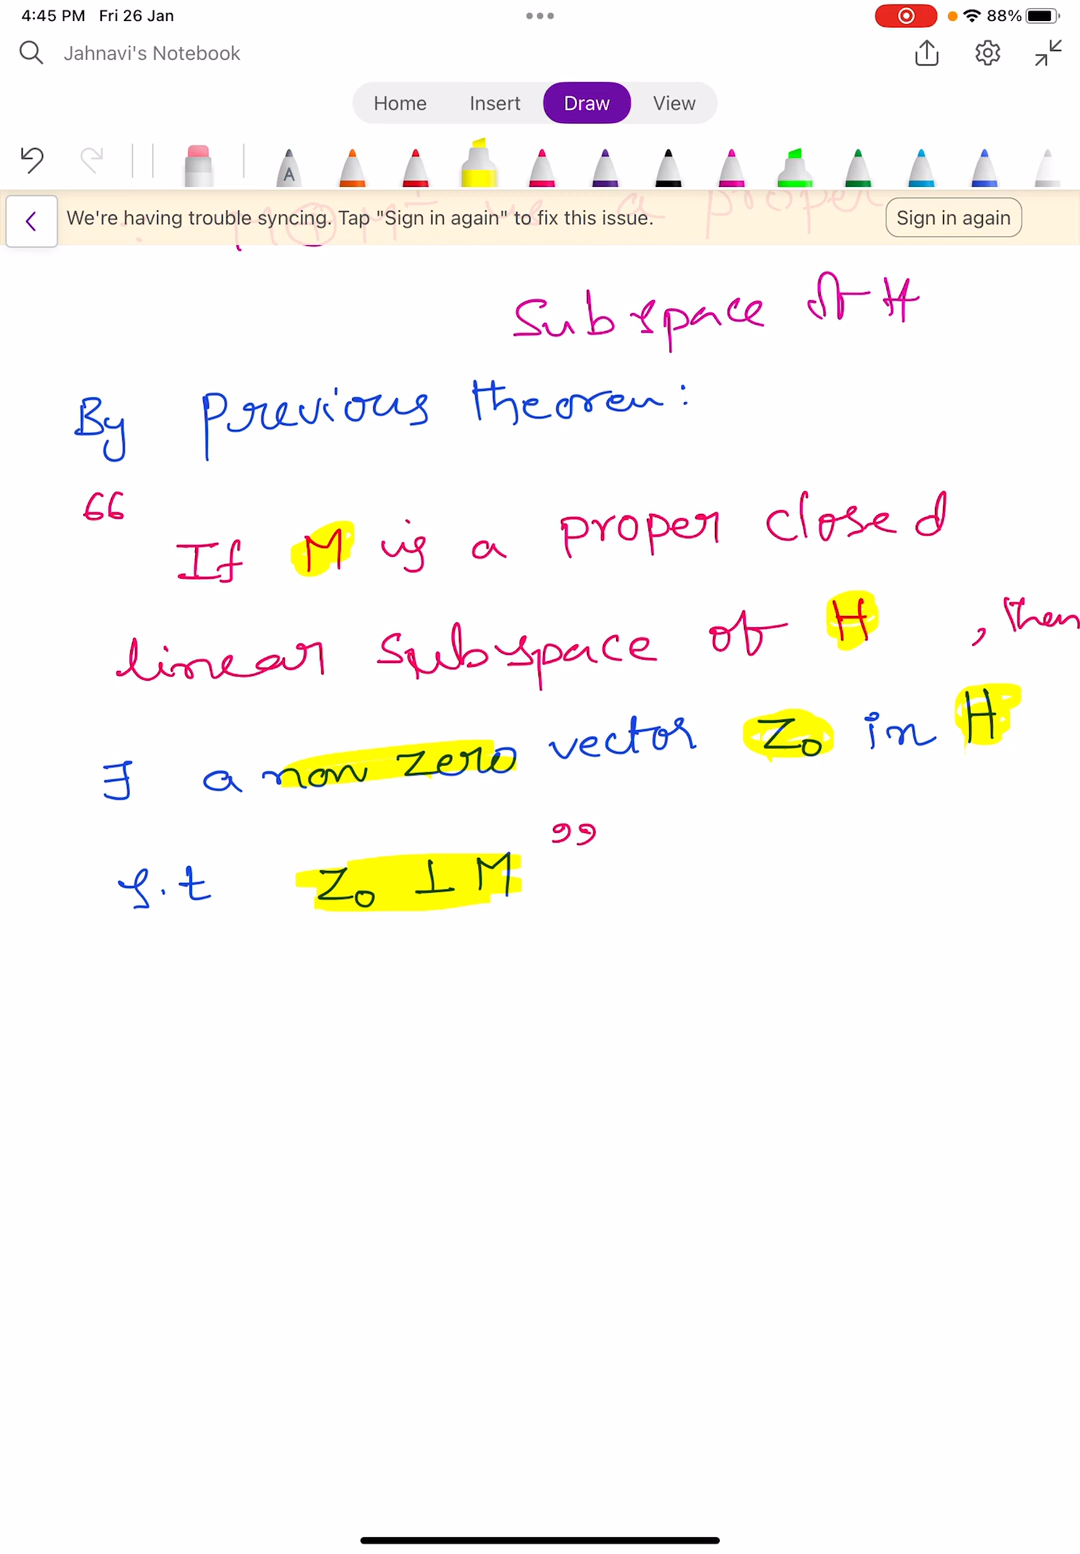 4:45 PM Fri 26 Jan
88%
Jahnavi's Notebook
Home Insert Draw View
A
We're having trouble syncing. Tap "Sign in again" to fix this issue.
Sign in again
a proper
Subspace of H
By Previous theorem:
“
If M is a proper closed
linear subspace of H , then
∃ a non zero vector Z₀ in H
s.t Z₀ ⊥ M ”